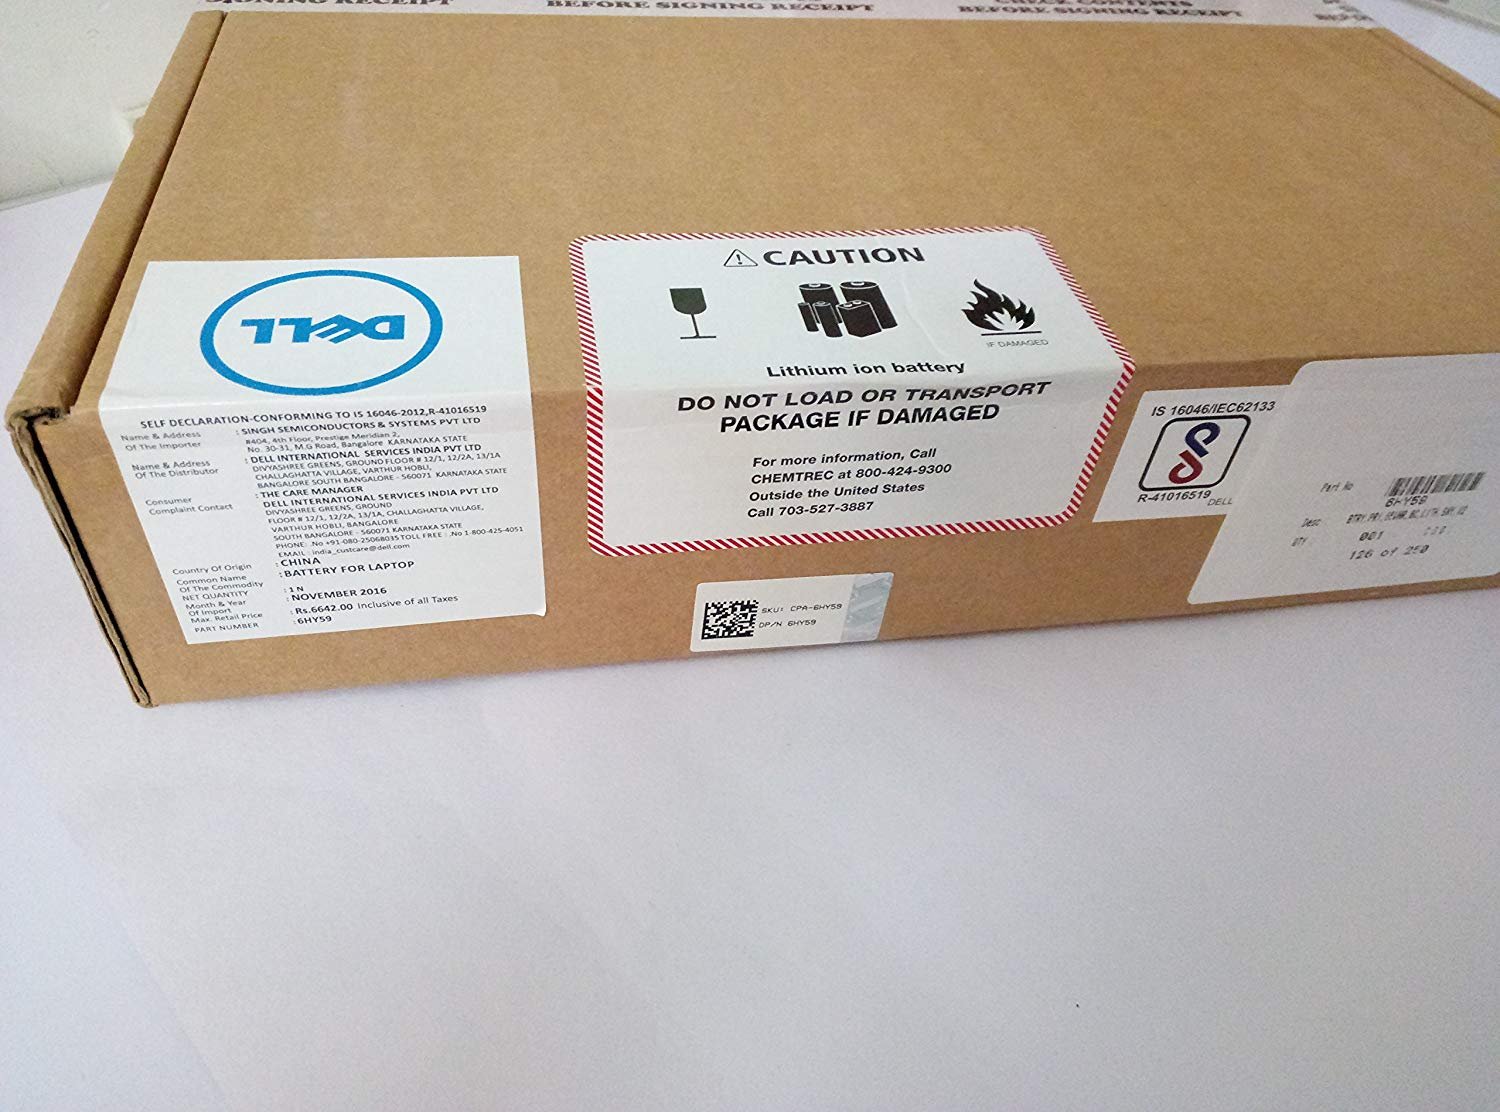 SIGNING RECEIPT
BEFORE SIGNING RECEIPT
CHECK CONTENTS
BEFORE SIGNING RECEIPT
DELL
SELF DECLARATION-CONFORMING TO IS 16046-2012,R-41016519
Name & Address
Of The Importer
: SINGH SEMICONDUCTORS & SYSTEMS PVT LTD
#404, 4th Floor, Prestige Meridian 2,
No. 30-31, M.G Road, Bangalore KARNATAKA STATE
Name & Address
Of The Distributor
: DELL INTERNATIONAL SERVICES INDIA PVT LTD
DIVYASHREE GREENS, GROUND FLOOR # 12/1, 12/2A, 13/1A
CHALLAGHATTA VILLAGE, VARTHUR HOBLI,
BANGALORE SOUTH BANGALORE - 560071 KARNATAKA STATE
Consumer
Complaint Contact
: THE CARE MANAGER
DELL INTERNATIONAL SERVICES INDIA PVT LTD
DIVYASHREE GREENS, GROUND
FLOOR # 12/1, 12/2A, 13/1A, CHALLAGHATTA VILLAGE,
VARTHUR HOBLI, BANGALORE
SOUTH BANGALORE - 560071 KARNATAKA STATE
PHONE: .No +91-080-25068035 TOLL FREE : .No 1-800-425-4051
EMAIL : india_custcare@dell.com
Country Of Origin : CHINA
Common Name
Of The Commodity : BATTERY FOR LAPTOP
NET QUANTITY : 1 N
Month & Year
Of Import : NOVEMBER 2016
Max. Retail Price : Rs.6642.00 Inclusive of all Taxes
PART NUMBER : 6HY59
CAUTION
IF DAMAGED
Lithium ion battery
DO NOT LOAD OR TRANSPORT
PACKAGE IF DAMAGED
For more information, Call
CHEMTREC at 800-424-9300
Outside the United States
Call 703-527-3887
SKU: CPA-6HY59
DP/N 6HY59
IS 16046/IEC62133
R-41016519
DELL
Part No
6HY59
Desc
QTY
001
126 of 250